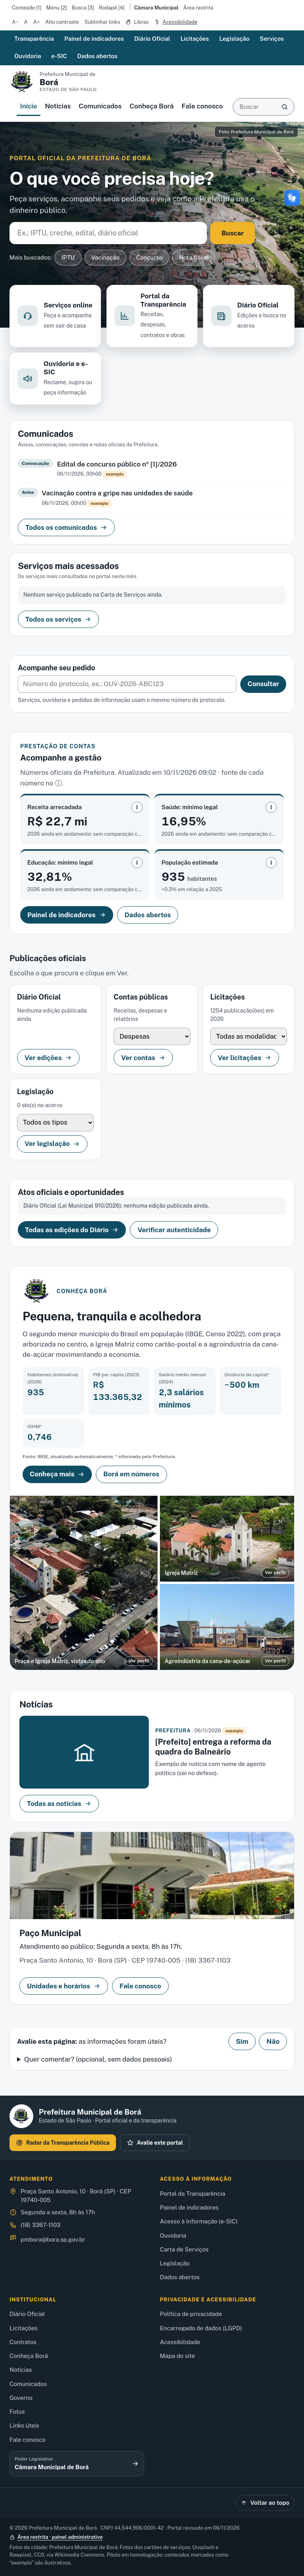 Conteúdo [1] Menu [2] Busca [3] Rodapé [4] Câmara Municipal Área restrita
A− A A+ Alto contraste Sublinhar links Libras Acessibilidade
Transparência Painel de indicadores Diário Oficial Licitações Legislação Serviços
Ouvidoria e-SIC Dados abertos
Prefeitura Municipal de
Borá
ESTADO DE SÃO PAULO
Início Notícias Comunicados Conheça Borá Fale conosco Buscar
Foto: Prefeitura Municipal de Borá
PORTAL OFICIAL DA PREFEITURA DE BORÁ
O que você precisa hoje?
Peça serviços, acompanhe seus pedidos e veja como a Prefeitura usa o
dinheiro público.
Ex.: IPTU, creche, edital, diário oficial Buscar
Mais buscados: IPTU Vacinação Concurso Nota fiscal
Serviços online
Peça e acompanhe
sem sair de casa
Portal da
Transparência
Receitas,
despesas,
contratos e obras
Diário Oficial
Edições e busca no
acervo
Ouvidoria e e-
SIC
Reclame, sugira ou
peça informação
Comunicados
Avisos, convocações, convites e notas oficiais da Prefeitura.
Convocação Edital de concurso público nº [1]/2026
06/11/2026, 00h00 exemplo
Aviso Vacinação contra a gripe nas unidades de saúde
06/11/2026, 00h00 exemplo
Todos os comunicados →
Serviços mais acessados
Os serviços mais consultados no portal neste mês.
Nenhum serviço publicado na Carta de Serviços ainda.
Todos os serviços →
Acompanhe seu pedido
Número do protocolo, ex.: OUV-2026-ABC123 Consultar
Serviços, ouvidoria e pedidos de informação usam o mesmo número de protocolo.
PRESTAÇÃO DE CONTAS
Acompanhe a gestão
Números oficiais da Prefeitura. Atualizado em 10/11/2026 09:02 · fonte de cada
número no ⓘ.
Receita arrecadada i
R$ 22,7 mi
2026 ainda em andamento: sem comparação c...
Saúde: mínimo legal i
16,95%
2026 ainda em andamento: sem comparação c...
Educação: mínimo legal i
32,81%
2026 ainda em andamento: sem comparação c...
População estimada i
935 habitantes
+0,3% em relação a 2025
Painel de indicadores → Dados abertos
Publicações oficiais
Escolha o que procura e clique em Ver.
Diário Oficial
Nenhuma edição publicada
ainda
Ver edições →
Contas públicas
Receitas, despesas e
relatórios
Despesas
Ver contas →
Licitações
1254 publicação(ões) em
2026
Todas as modalidac
Ver licitações →
Legislação
0 ato(s) no acervo
Todos os tipos
Ver legislação →
Atos oficiais e oportunidades
Diário Oficial (Lei Municipal 910/2026): nenhuma edição publicada ainda.
Todas as edições do Diário → Verificar autenticidade
CONHEÇA BORÁ
Pequena, tranquila e acolhedora
O segundo menor município do Brasil em população (IBGE, Censo 2022), com praça
arborizada no centro, a Igreja Matriz como cartão-postal e a agroindústria da cana-
de-açúcar movimentando a economia.
Habitantes (estimativa)
(2026)
935
PIB per capita (2023)
R$
133.365,32
Salário médio mensal
(2024)
2,3 salários
mínimos
Distância da capital*
~500 km
IDHM*
0,746
Fonte: IBGE, atualizado automaticamente; * informado pela Prefeitura.
Conheça mais → Borá em números
Praça e Igreja Matriz, vistas do alto Ver perfil
Igreja Matriz Ver perfil
Agroindústria da cana-de-açúcar Ver perfil
Notícias
PREFEITURA · 06/11/2026 exemplo
[Prefeito] entrega a reforma da
quadra do Balneário
Exemplo de notícia com nome de agente
político (sai no defeso).
Todas as notícias →
Paço Municipal
Atendimento ao público: Segunda a sexta, 8h às 17h.
Praça Santo Antonio, 10 · Borá (SP) · CEP 19740-005 · (18) 3367-1103
Unidades e horários → Fale conosco
Avalie esta página: as informações foram úteis? Sim Não
Quer comentar? (opcional, sem dados pessoais)
Prefeitura Municipal de Borá
Estado de São Paulo · Portal oficial e da transparência
Radar da Transparência Pública Avalie este portal
ATENDIMENTO
Praça Santo Antonio, 10 · Borá (SP) · CEP
19740-005
Segunda a sexta, 8h às 17h
(18) 3367-1103
pmbora@bora.sp.gov.br
ACESSO À INFORMAÇÃO
Portal da Transparência
Painel de indicadores
Acesso à Informação (e-SIC)
Ouvidoria
Carta de Serviços
Legislação
Dados abertos
INSTITUCIONAL
Diário Oficial
Licitações
Contratos
Conheça Borá
Notícias
Comunicados
Governo
Fotos
Links úteis
Fale conosco
PRIVACIDADE E ACESSIBILIDADE
Política de privacidade
Encarregado de dados (LGPD)
Acessibilidade
Mapa do site
Poder Legislativo
Câmara Municipal de Borá →
↑ Voltar ao topo
© 2026 Prefeitura Municipal de Borá · CNPJ 44.544.906/0001-42 · Portal revisado em 06/11/2026
Área restrita · painel administrativo
Fotos da cidade: Prefeitura Municipal de Borá. Fotos dos cartões de serviços: Unsplash e
Rawpixel, CC0, via Wikimedia Commons. Piloto em homologação: conteúdos marcados como
"exemplo" são ilustrativos.